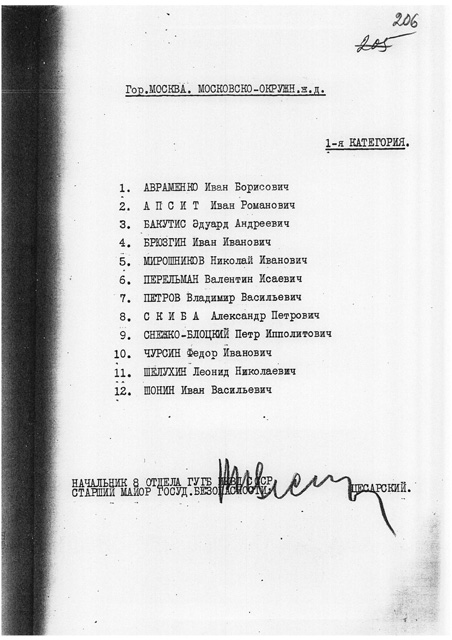 206
205
Гор.МОСКВА. МОСКОВСКО-ОКРУЖН.ж.д.
1-я КАТЕГОРИЯ.
1. АВРАМЕНКО Иван Борисович
2. А П С И Т Иван Романович
3. БАКУТИС Эдуард Андреевич
4. БРЮЗГИН Иван Иванович
5. МИРОШНИКОВ Николай Иванович
6. ПЕРЕЛЬМАН Валентин Исаевич
7. ПЕТРОВ Владимир Васильевич
8. С К И Б А Александр Петрович
9. СНЕЖКО-БЛОЦКИЙ Петр Ипполитович
10. ЧУРСИН Федор Иванович
11. ШЕЛУХИН Леонид Николаевич
12. ШОНИН Иван Васильевич
НАЧАЛЬНИК 8 ОТДЕЛА ГУГБ НКВД СССР
СТАРШИЙ МАЙОР ГОСУД.БЕЗОПАСНОСТИ: ЦЕСАРСКИЙ.